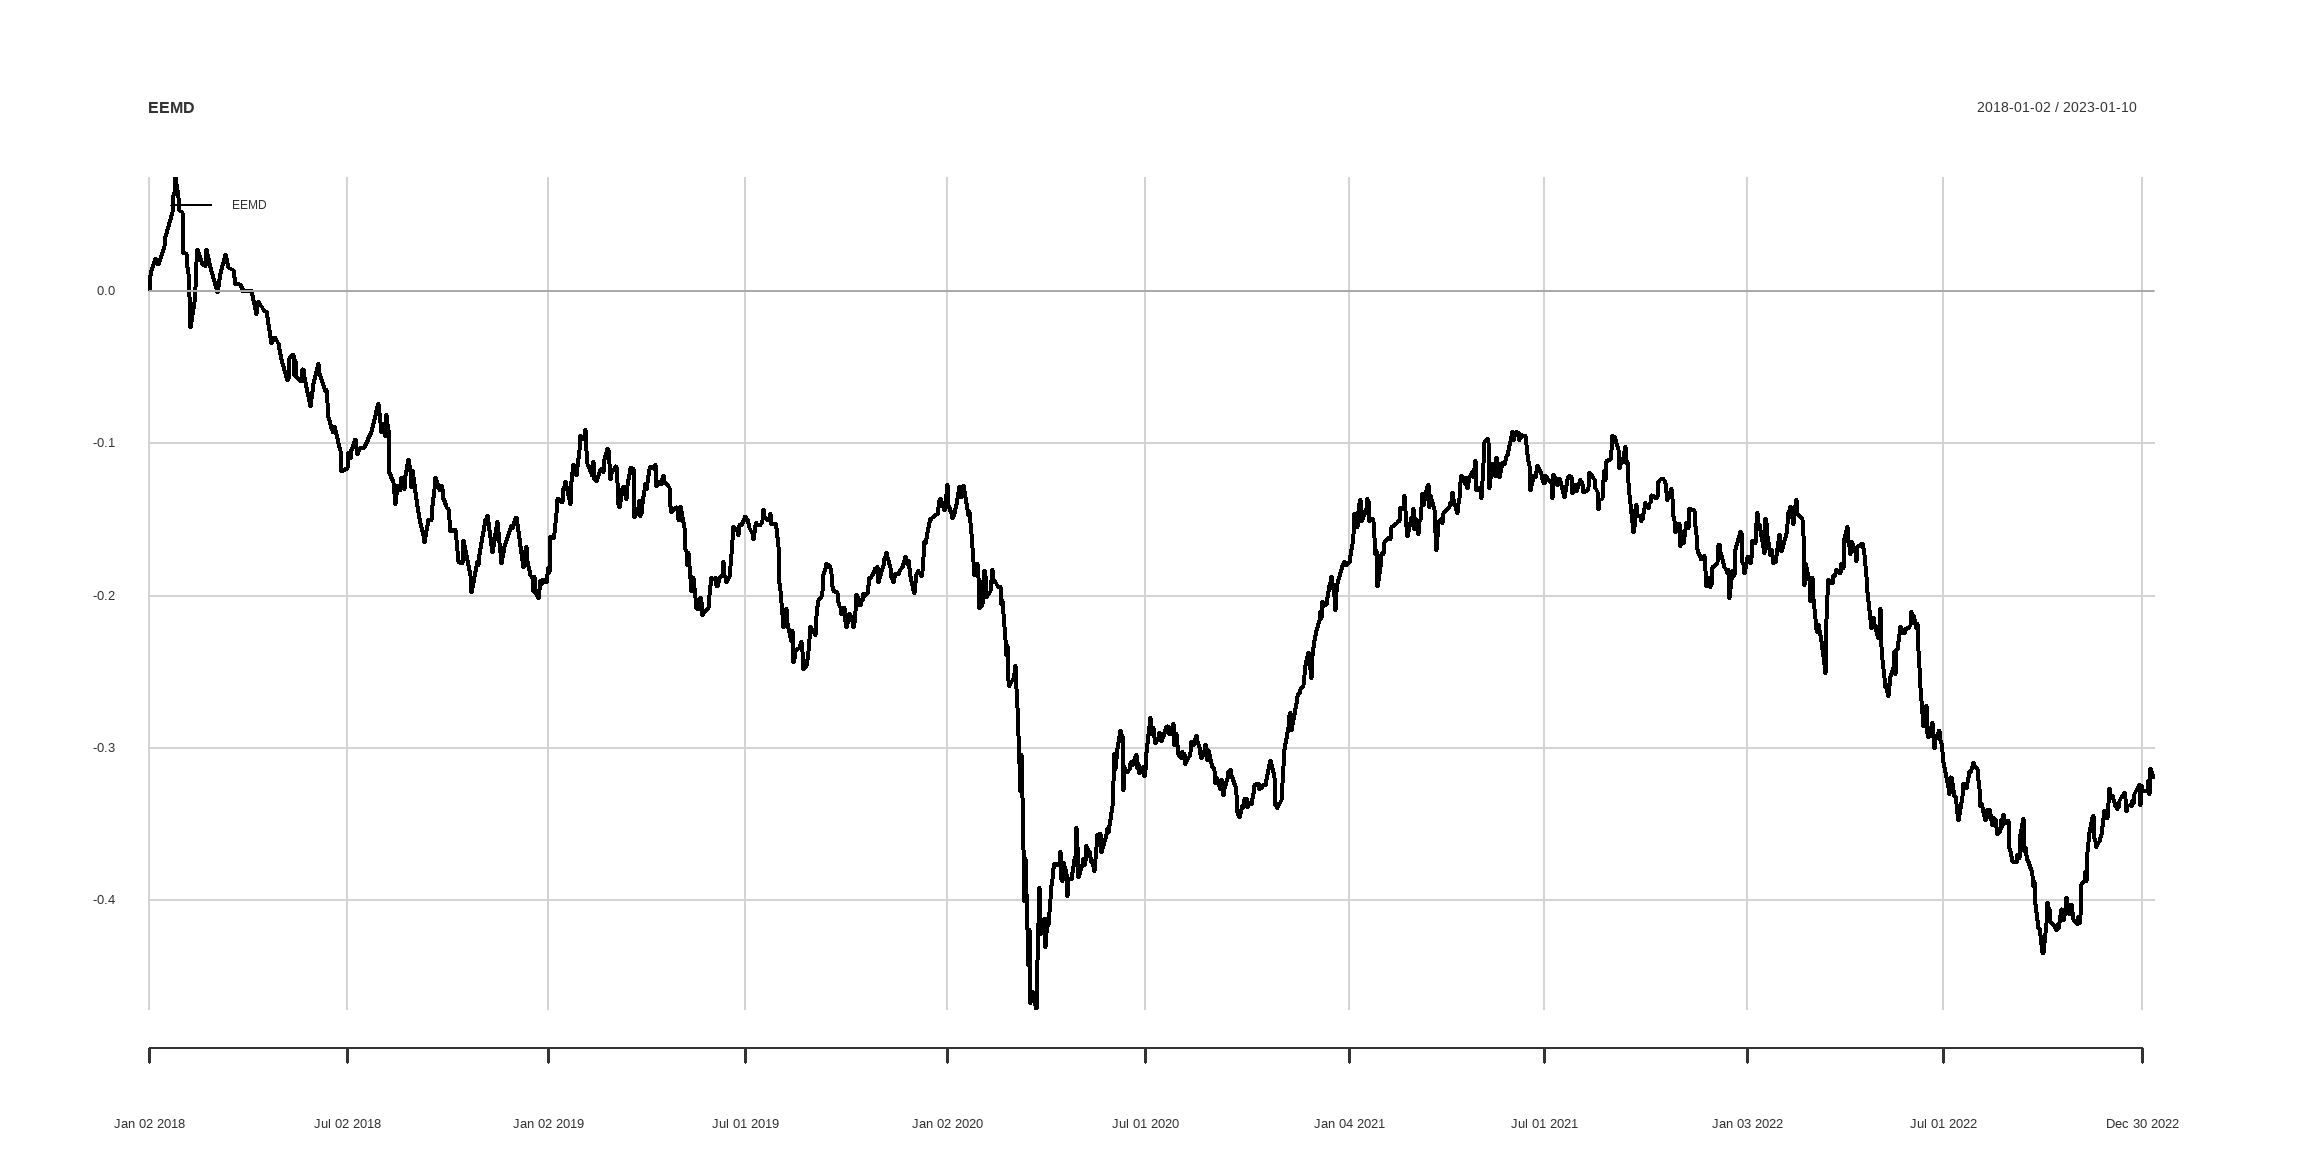 EEMD
2018-01-02 / 2023-01-10
EEMD
0.0
-0.1
-0.2
-0.3
-0.4
Jan 02 2018
Jul 02 2018
Jan 02 2019
Jul 01 2019
Jan 02 2020
Jul 01 2020
Jan 04 2021
Jul 01 2021
Jan 03 2022
Jul 01 2022
Dec 30 2022